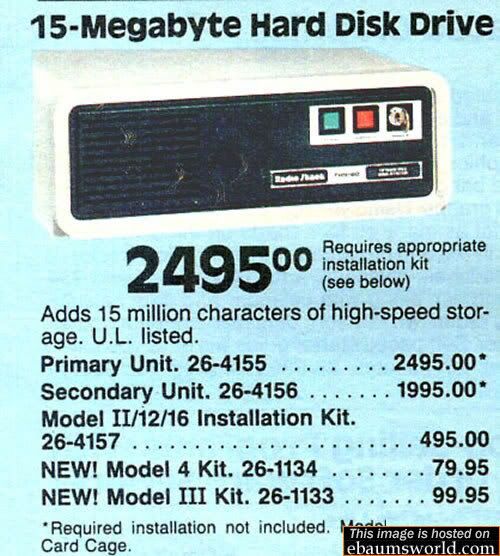 15-Megabyte Hard Disk Drive
Radio Shack
2495⁰⁰
Requires appropriate
installation kit
(see below)
Adds 15 million characters of high-speed stor-
age. U.L. listed.
Primary Unit. 26-4155 ......... 2495.00*
Secondary Unit. 26-4156 ....... 1995.00*
Model II/12/16 Installation Kit.
26-4157 ...................... 495.00
NEW! Model 4 Kit. 26-1134 ....... 79.95
NEW! Model III Kit. 26-1133 ...... 99.95
*Required installation not included. Model
Card Cage.
This image is hosted on
ebaumsworld.com